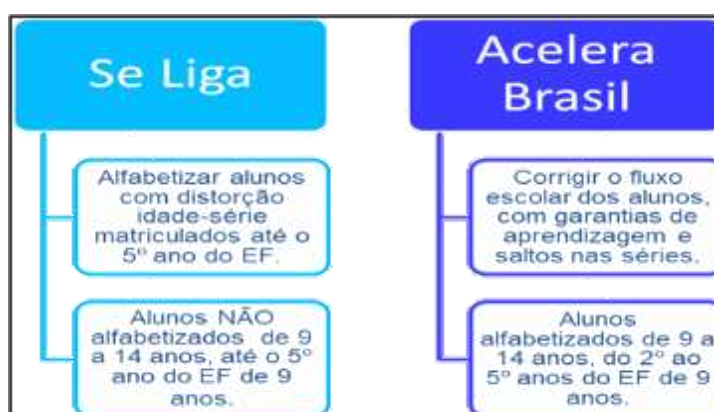 Se Liga
Alfabetizar alunos
com distorção
idade-série
matriculados até o
5º ano do EF.
Alunos NÃO
alfabetizados de 9
a 14 anos, até o 5º
ano do EF de 9
anos.
Acelera
Brasil
Corrigir o fluxo
escolar dos alunos,
com garantias de
aprendizagem e
saltos nas séries.
Alunos
alfabetizados de 9 a
14 anos, do 2º ao
5º anos do EF de 9
anos.